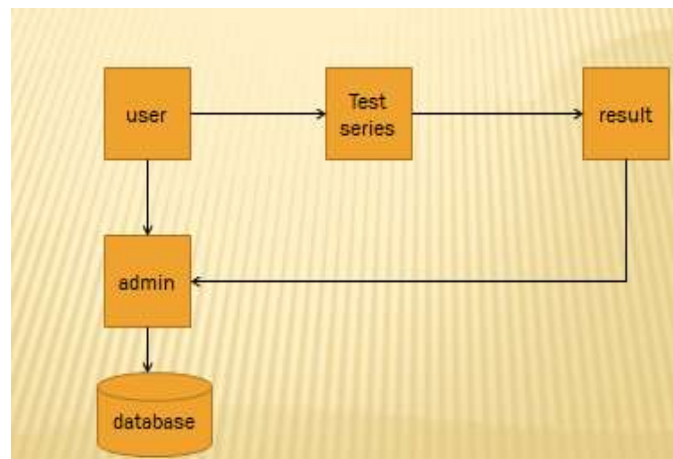 user
Test
series
result
admin
database